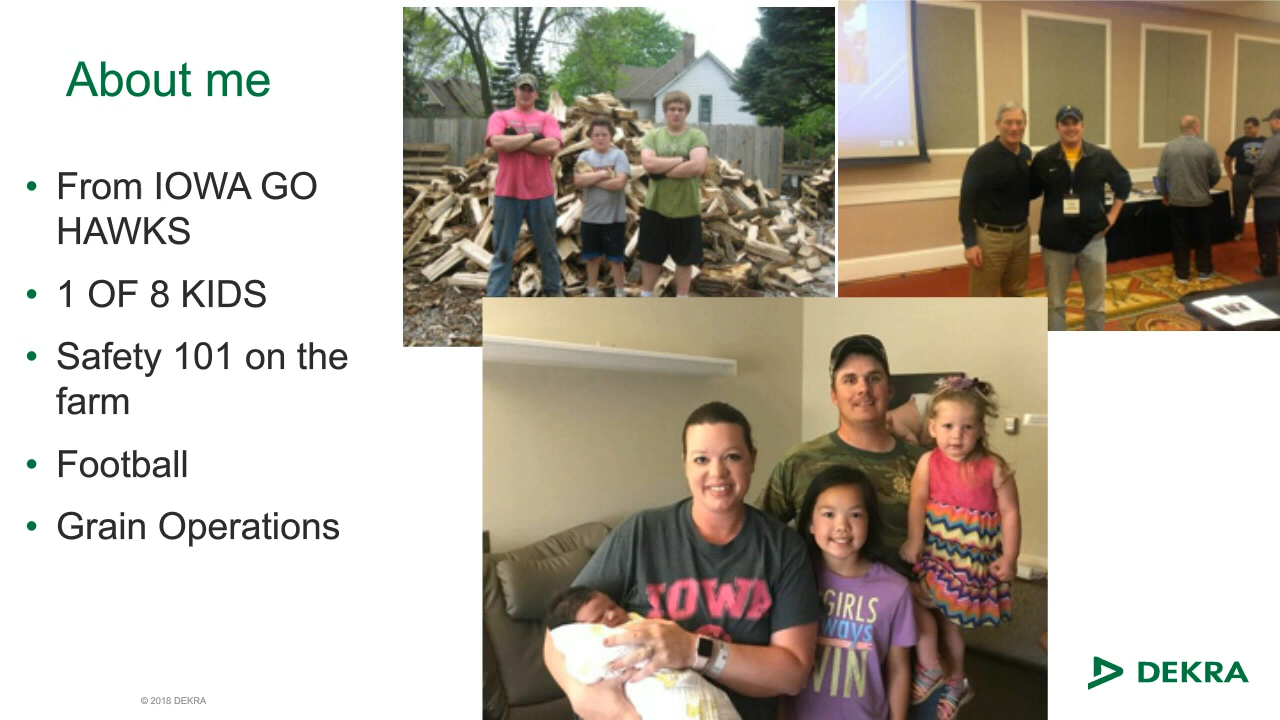 About me
• From IOWA GO
HAWKS
• 1 OF 8 KIDS
• Safety 101 on the
farm
• Football
• Grain Operations
IOWA
GIRLS
ways
WIN
© 2018 DEKRA
DEKRA